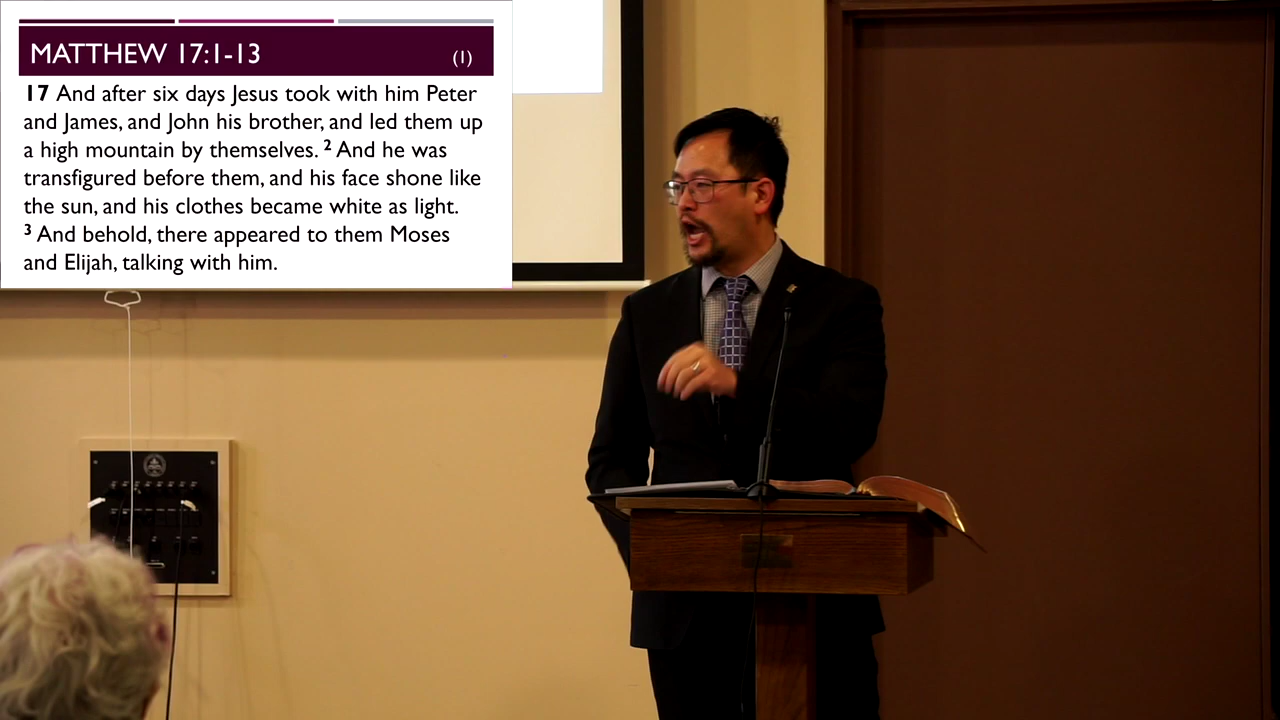 MATTHEW 17:1-13 (1)
17 And after six days Jesus took with him Peter
and James, and John his brother, and led them up
a high mountain by themselves. 2 And he was
transfigured before them, and his face shone like
the sun, and his clothes became white as light.
3 And behold, there appeared to them Moses
and Elijah, talking with him.